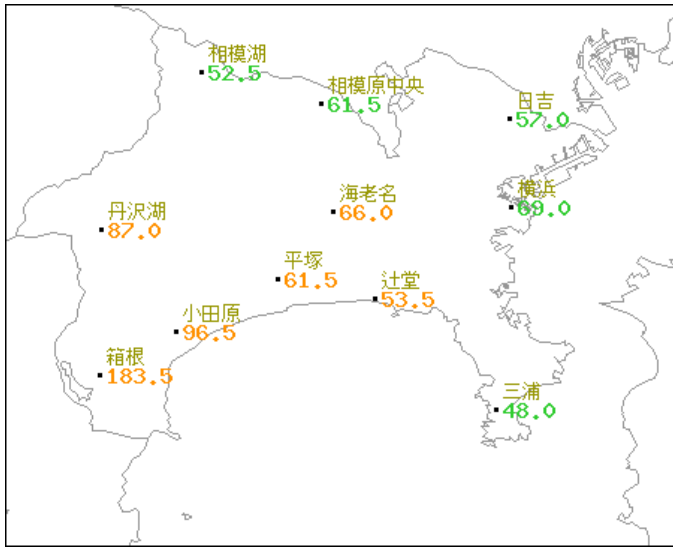 相模湖
52.5
相模原中央
61.5
日吉
57.0
丹沢湖
87.0
海老名
66.0
横浜
69.0
平塚
61.5
辻堂
53.5
小田原
96.5
箱根
183.5
三浦
48.0